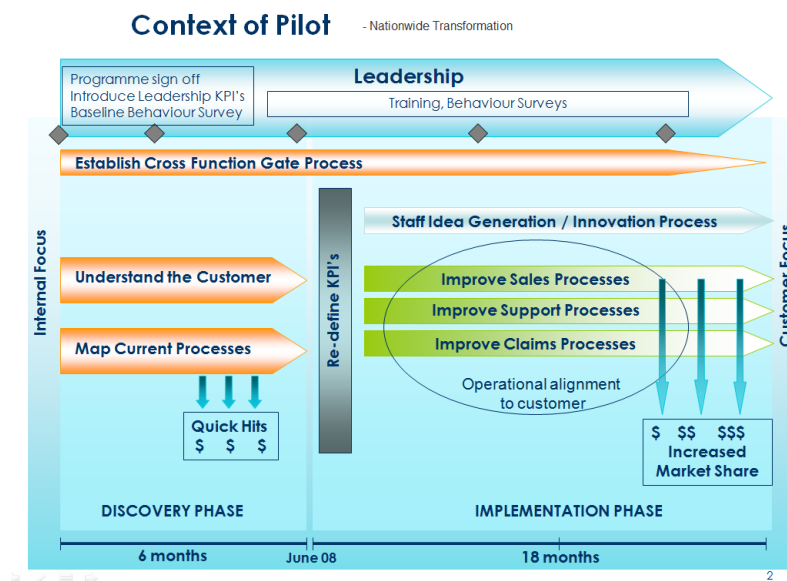 Context of Pilot
- Nationwide Transformation
Leadership
Programme sign off
Introduce Leadership KPI's
Baseline Behaviour Survey
Training, Behaviour Surveys
Establish Cross Function Gate Process
Internal Focus
Understand the Customer
Map Current Processes
Quick Hits
$ $ $
Re-define KPI's
Staff Idea Generation / Innovation Process
Improve Sales Processes
Improve Support Processes
Improve Claims Processes
Operational alignment
to customer
$ $$ $$$
Increased
Market Share
Customer Focus
DISCOVERY PHASE
IMPLEMENTATION PHASE
6 months
June 08
18 months
2